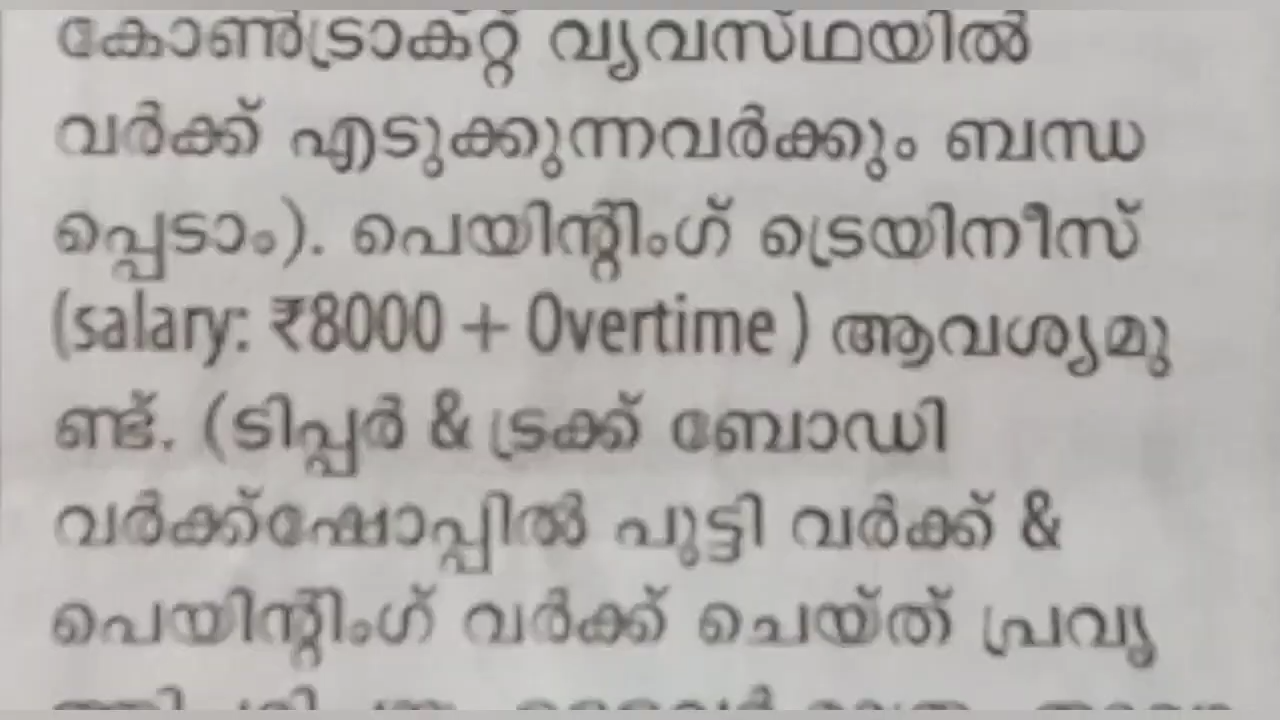 കോൺട്രാക്റ്റ് വ്യവസ്ഥയിൽ
വർക്ക് എടുക്കുന്നവർക്കും ബന്ധ
പ്പെടാം). പെയിന്റിംഗ് ട്രെയിനീസ്
(salary: ₹8000 + Overtime ) ആവശ്യമു
ണ്ട്. (ടിപ്പർ & ട്രക്ക് ബോഡി
വർക്ക്ഷോപ്പിൽ പുട്ടി വർക്ക് &
പെയിന്റിംഗ് വർക്ക് ചെയ്ത് പ്രവൃ